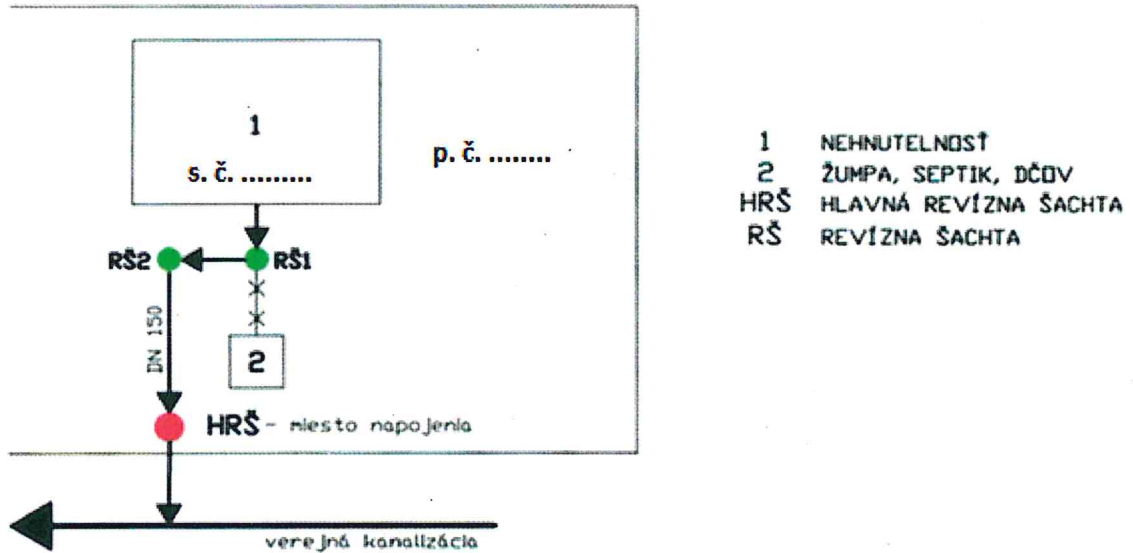 1
s. č. .........
p. č. ........
RŠ2
RŠ1
DN 150
2
HRŠ - miesto napojenia
verejná kanalizácia
1 NEHNUTELNOSŤ
2 ŽUMPA, SEPTIK, DČOV
HRŠ HLAVNÁ REVÍZNA ŠACHTA
RŠ REVÍZNA ŠACHTA